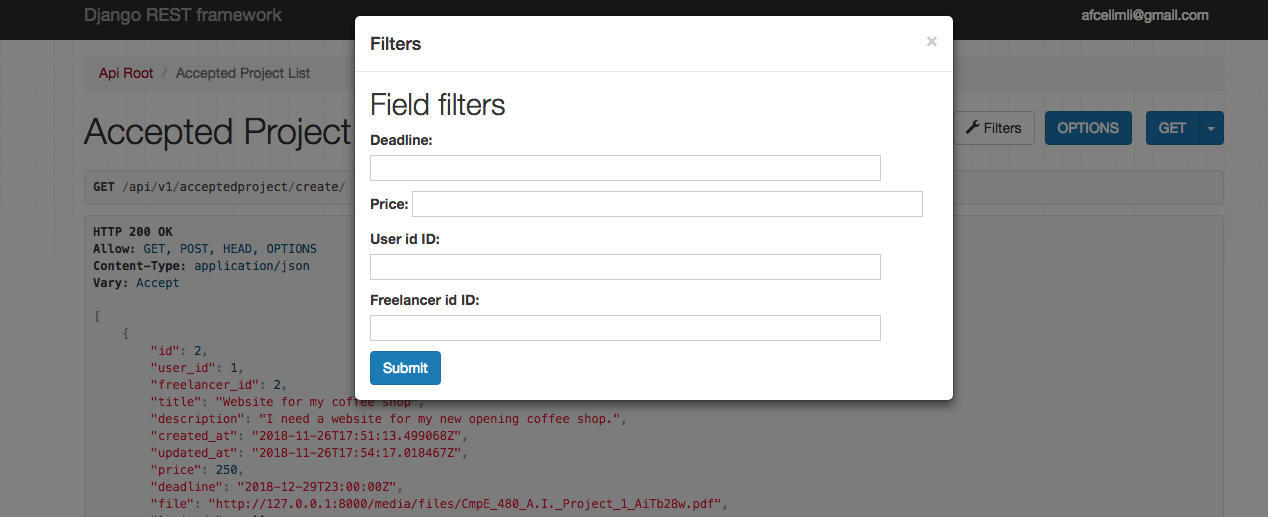 Django REST framework
afcelimli@gmail.com
Filters
×
Api Root / Accepted Project List
Field filters
Accepted Project
Filters
OPTIONS
GET
Deadline:
GET /api/v1/acceptedproject/create/
Price:
HTTP 200 OK
Allow: GET, POST, HEAD, OPTIONS
Content-Type: application/json
Vary: Accept
User id ID:
Freelancer id ID:
Submit
[
{
"id": 2,
"user_id": 1,
"freelancer_id": 2,
"title": "Website for my coffee shop",
"description": "I need a website for my new opening coffee shop.",
"created_at": "2018-11-26T17:51:13.499068Z",
"updated_at": "2018-11-26T17:54:17.018467Z",
"price": 250,
"deadline": "2018-12-29T23:00:00Z",
"file": "http://127.0.0.1:8000/media/files/CmpE_480_A.I._Project_1_AiTb28w.pdf",